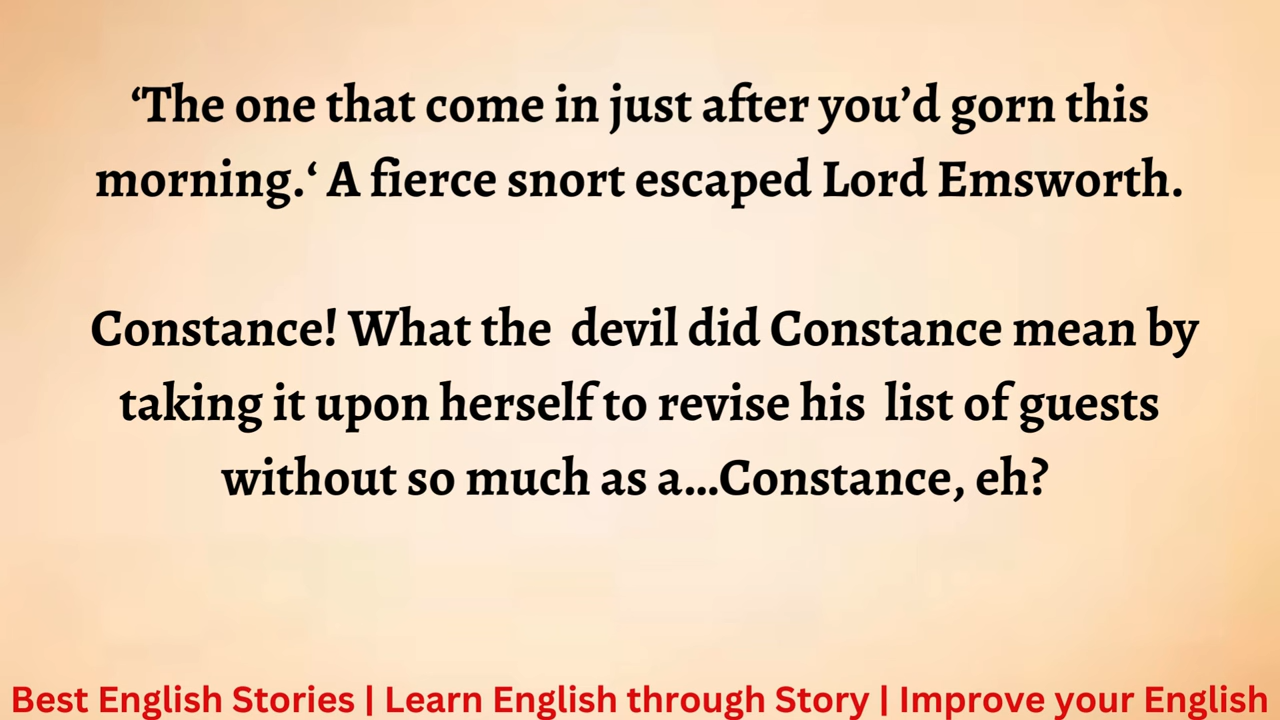 ‘The one that come in just after you’d gorn this
morning.‘ A fierce snort escaped Lord Emsworth.
Constance! What the  devil did Constance mean by
taking it upon herself to revise his  list of guests
without so much as a...Constance, eh?
Best English Stories | Learn English through Story | Improve your English